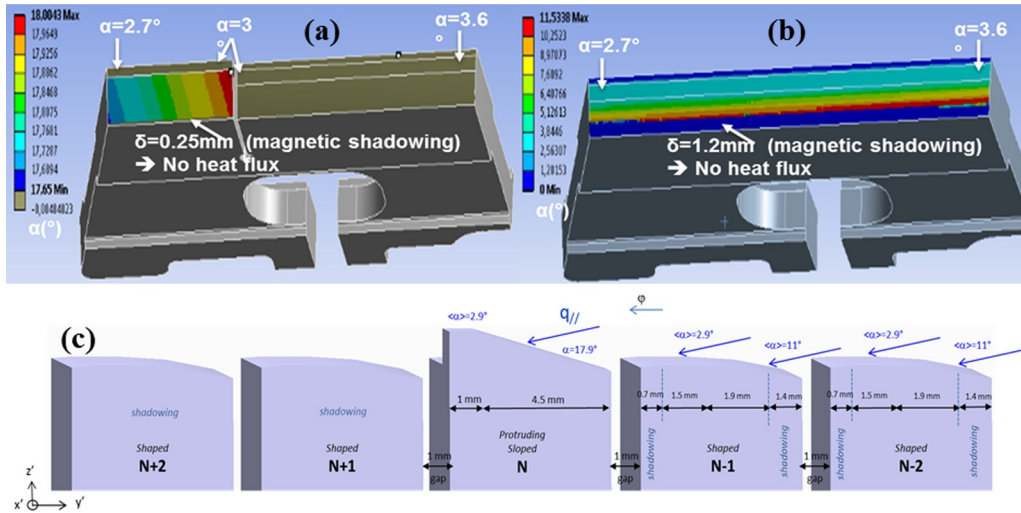 18,0043 Max
17,9649
17,9256
17,8862
17,8468
17,8075
17,7681
17,7287
17,6894
17,65 Min
-0,00484023
α(°)
α=2.7°
α=3
°
(a)
α=3.6
°
δ=0.25mm (magnetic shadowing)
➔ No heat flux
11,5338 Max
10,2523
8,97073
7,6892
6,40766
5,12613
3,8446
2,56307
1,28153
0 Min
α(°)
α=2.7°
(b)
α=3.6
°
δ=1.2mm (magnetic shadowing)
➔ No heat flux
(c)
φ
q//
<α>=2.9°
α=17.9°
<α>=2.9°
<α>=11°
<α>=2.9°
<α>=11°
shadowing
Shaped
N+2
shadowing
Shaped
N+1
1 mm
gap
1 mm
4.5 mm
Protruding
Sloped
N
1 mm
gap
0.7 mm
1.5 mm
1.9 mm
1.4 mm
shadowing
Shaped
N-1
shadowing
1 mm
gap
0.7 mm
1.5 mm
1.9 mm
1.4 mm
shadowing
Shaped
N-2
shadowing
z'
x'
y'